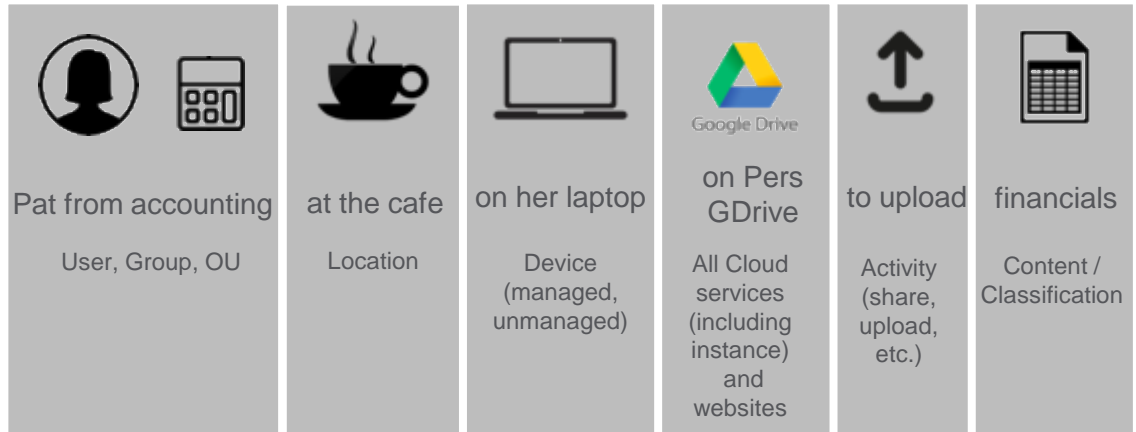 Pat from accounting
User, Group, OU
at the cafe
Location
on her laptop
Device
(managed,
unmanaged)
Google Drive
on Pers
GDrive
All Cloud
services
(including
instance)
and
websites
to upload
Activity
(share,
upload,
etc.)
financials
Content /
Classification